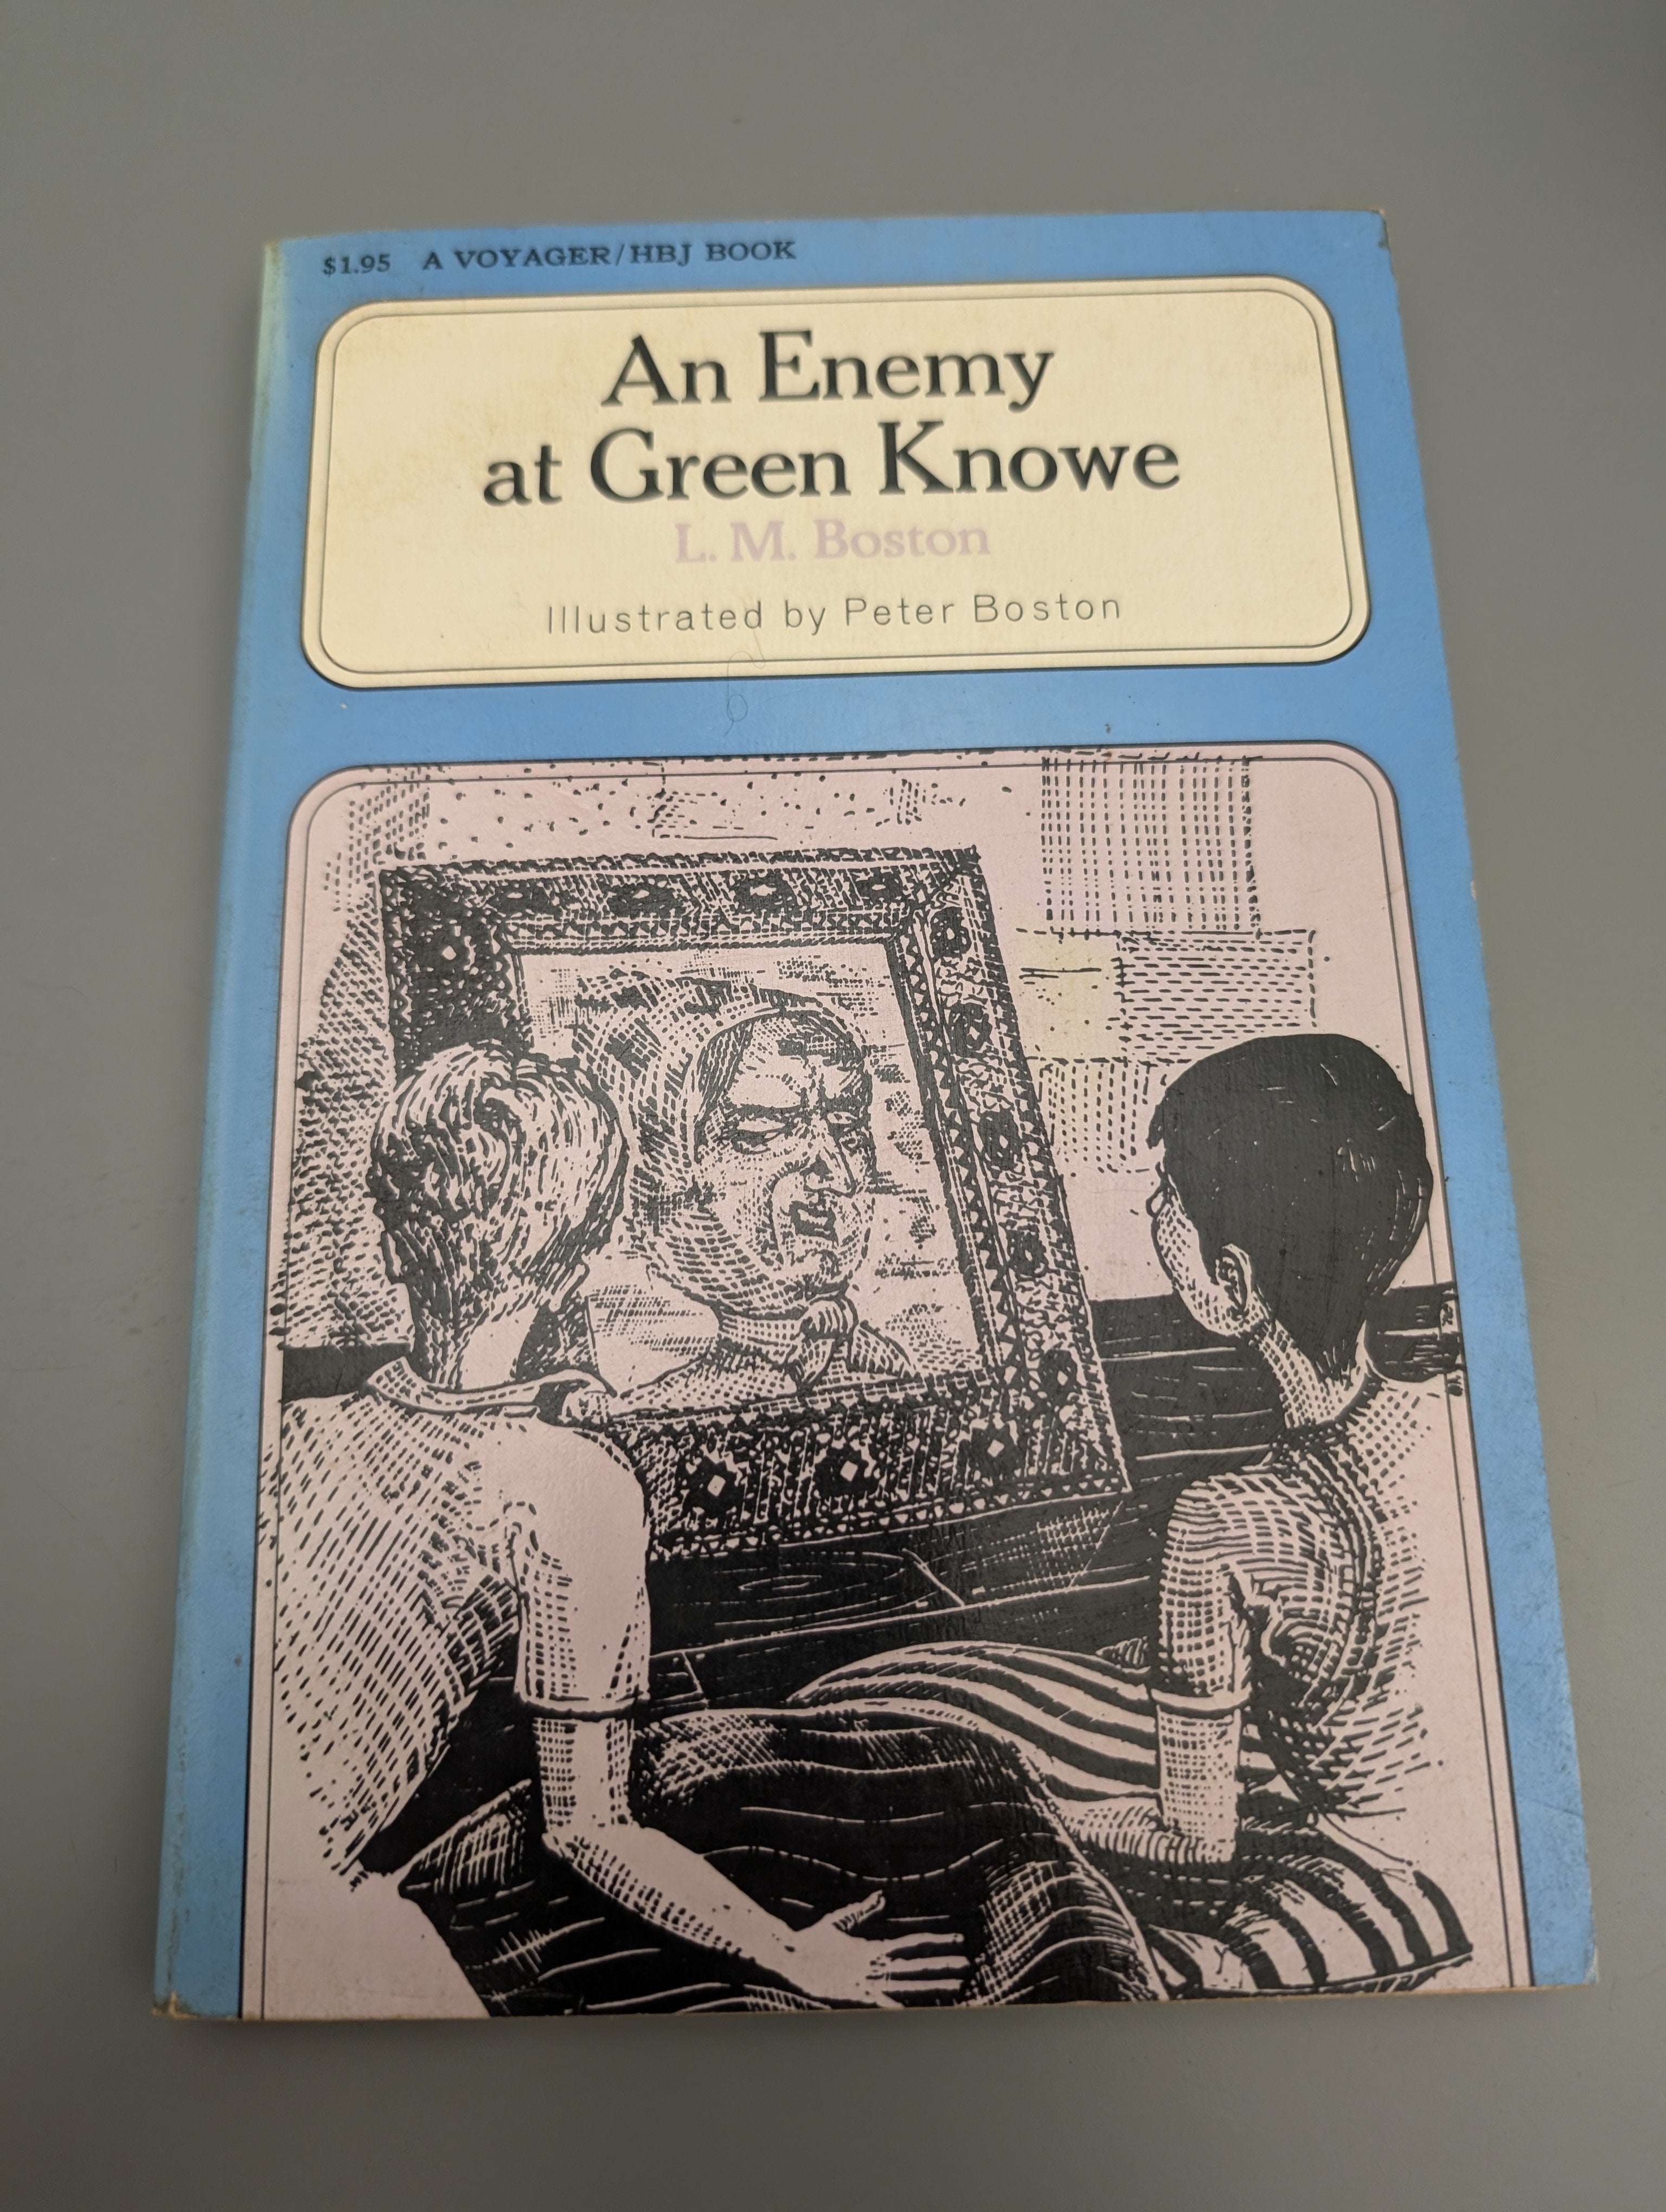 $1.95 A VOYAGER/HBJ BOOK
An Enemy
at Green Knowe
L. M. Boston
Illustrated by Peter Boston